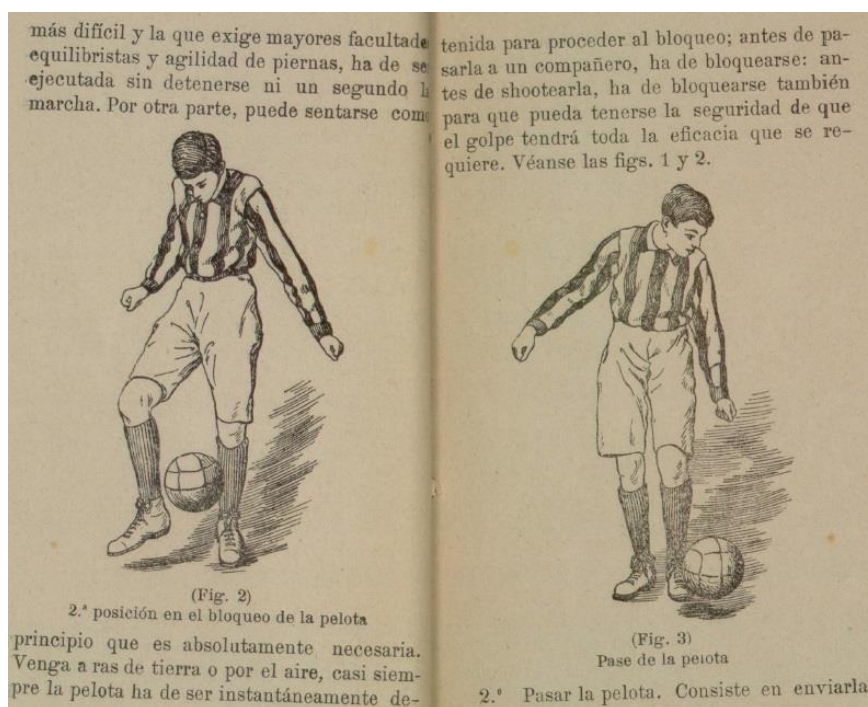 más difícil y la que exige mayores facultade
equilibristas y agilidad de piernas, ha de se
ejecutada sin detenerse ni un segundo l
marcha. Por otra parte, puede sentarse com
(Fig. 2)
2.ª posición en el bloqueo de la pelota
principio que es absolutamente necesaria.
Venga a ras de tierra o por el aire, casi siem-
pre la pelota ha de ser instantáneamente de-
tenida para proceder al bloqueo; antes de pa-
sarla a un compañero, ha de bloquearse: an-
tes de shootearla, ha de bloquearse también
para que pueda tenerse la seguridad de que
el golpe tendrá toda la eficacia que se re-
quiere. Véanse las figs. 1 y 2.
(Fig. 3)
Pase de la pelota
2.º Pasar la pelota. Consiste en enviarla